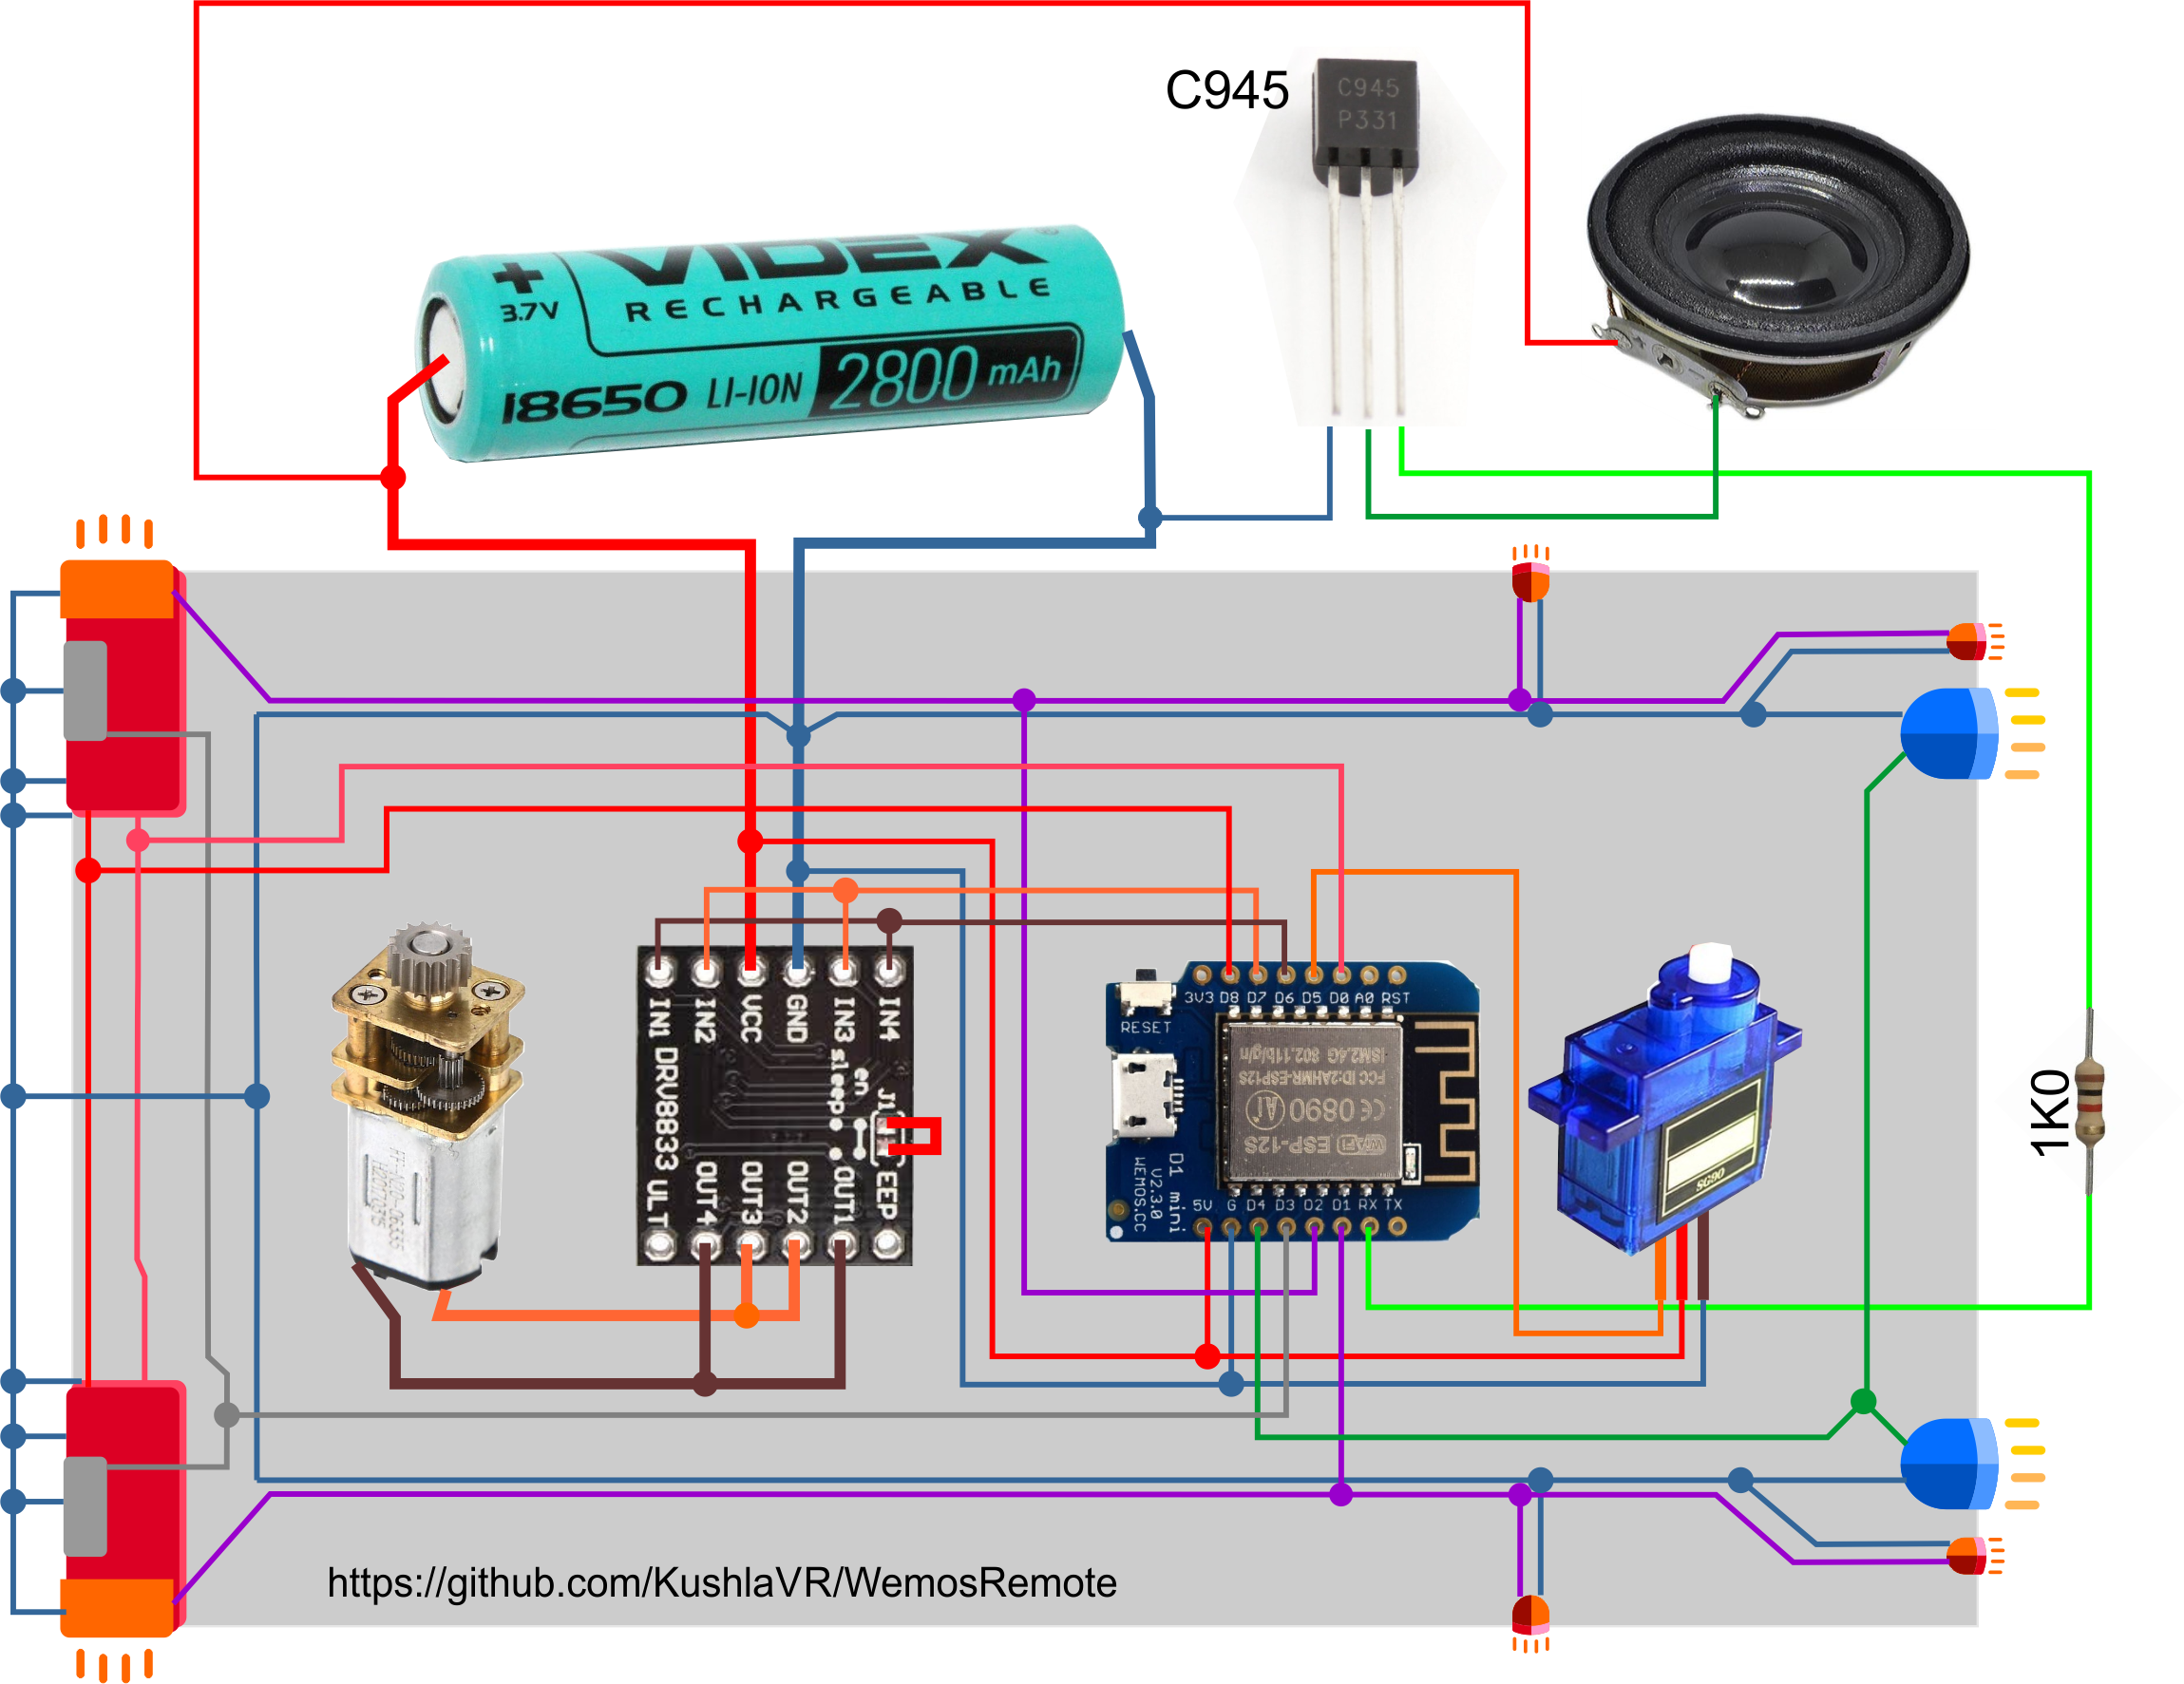 C945
C945
P331
+
VIDEX
3.7V
RECHARGEABLE
18650 LI-ION 2800 mAh
IN1
IN2
VCC
GND
IN3
IN4
DRV8833
sleep
en
J1
ULT
OUT4
OUT3
OUT2
OUT1
EEP
3V3 D8 D7 D6 D5 D0 A0 RST
RESET
ISM2.4G 802.11b/g/n
FCC ID:2AHMR-ESP12S
Ai CE0890
WiFi ESP-12S
D1 mini
V2.3.0
WEMOS.CC
5V G D4 D3 D2 D1 RX TX
SG90
1K0
https://github.com/KushlaVR/WemosRemote